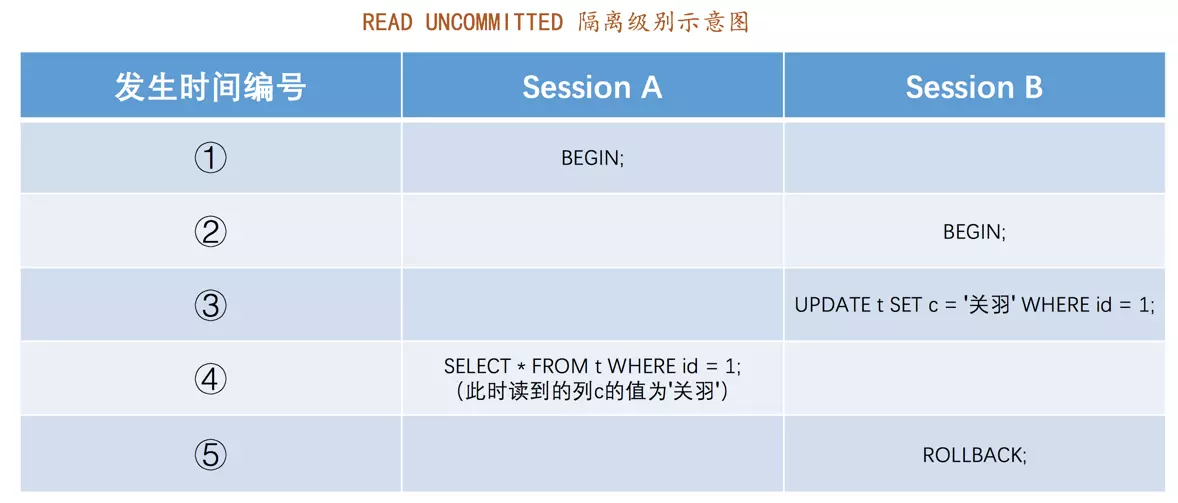 READ UNCOMMITTED 隔离级别示意图
发生时间编号 Session A Session B
① BEGIN;
② BEGIN;
③ UPDATE t SET c = '关羽' WHERE id = 1;
④ SELECT * FROM t WHERE id = 1;
（此时读到的列c的值为'关羽'）
⑤ ROLLBACK;